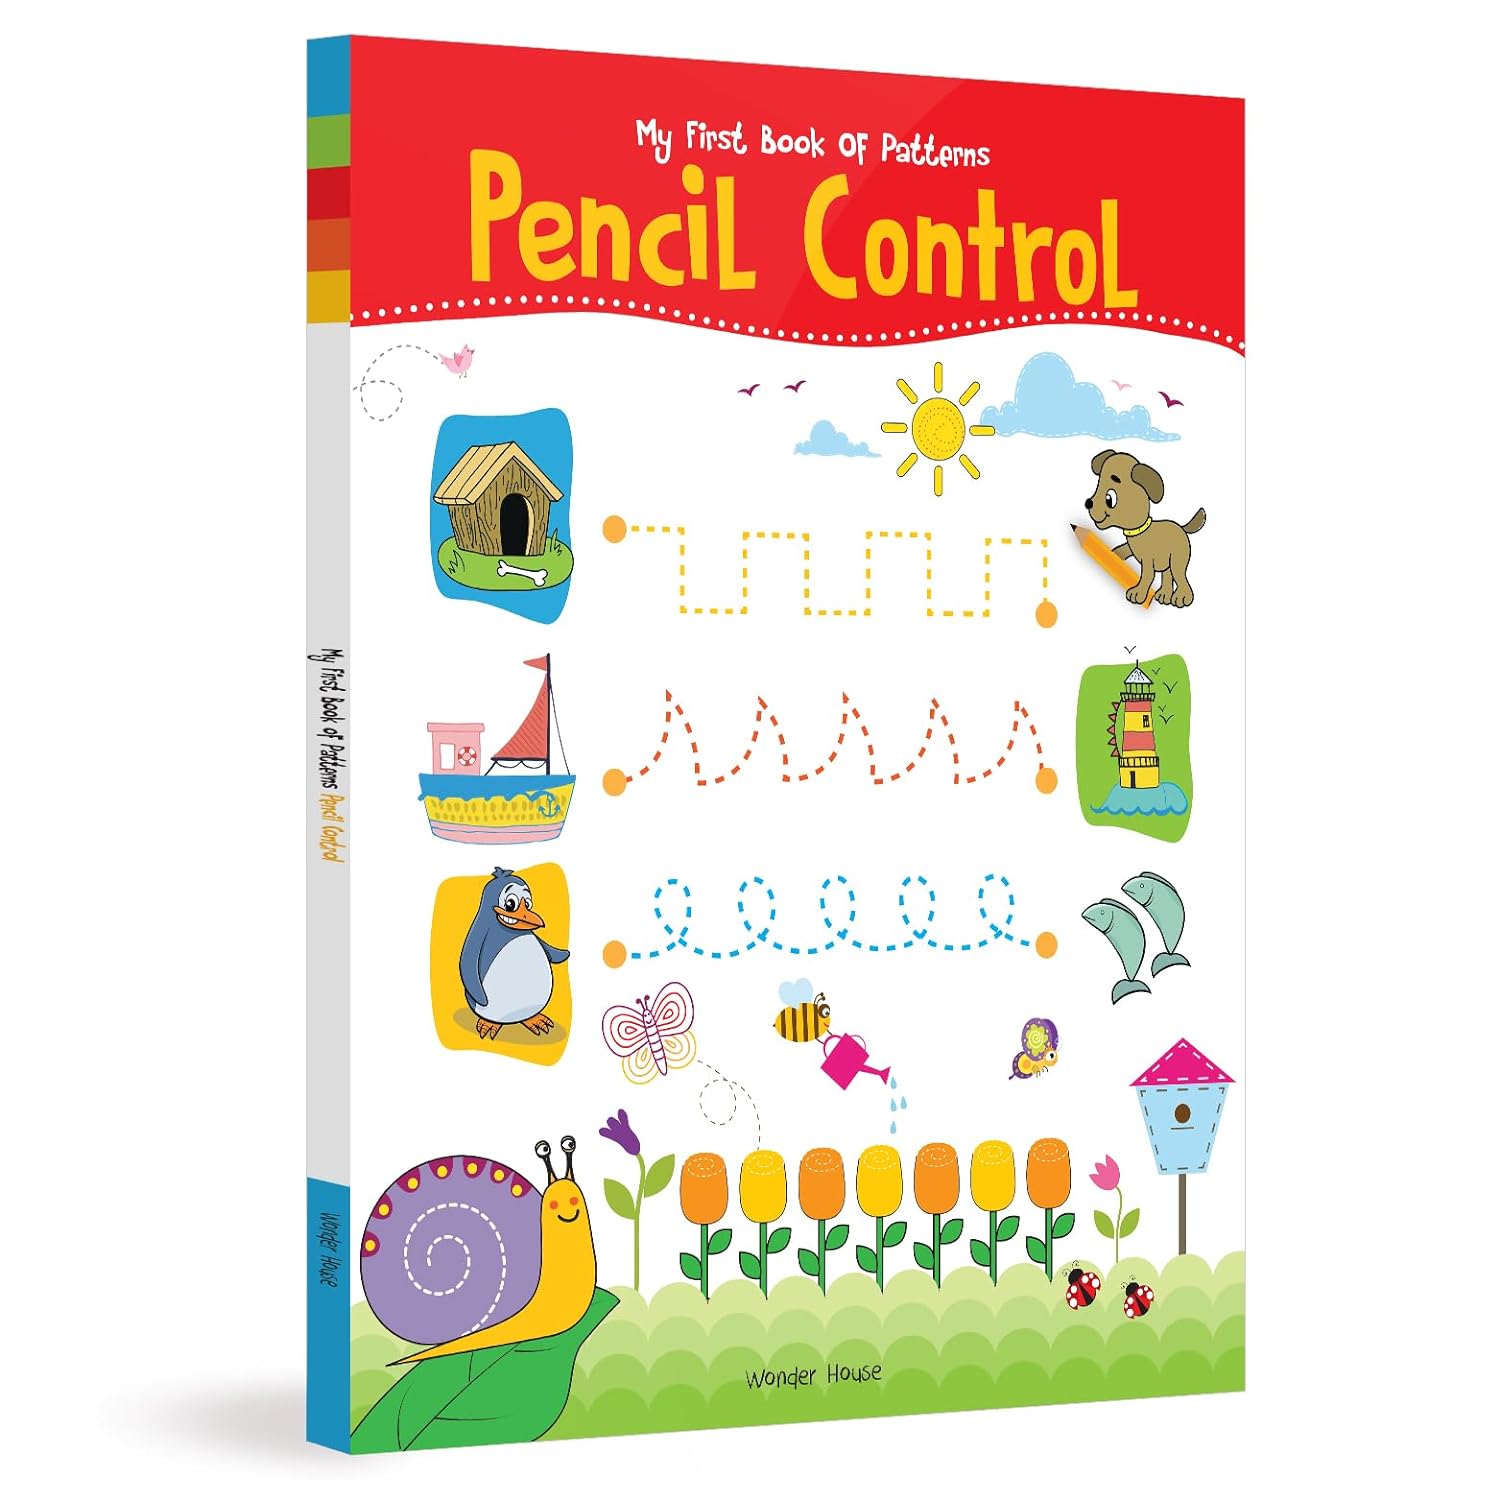 My First Book OF Patterns
PenciL ControL
My First Book of Patterns Pencil Control
Wonder House
Wonder House